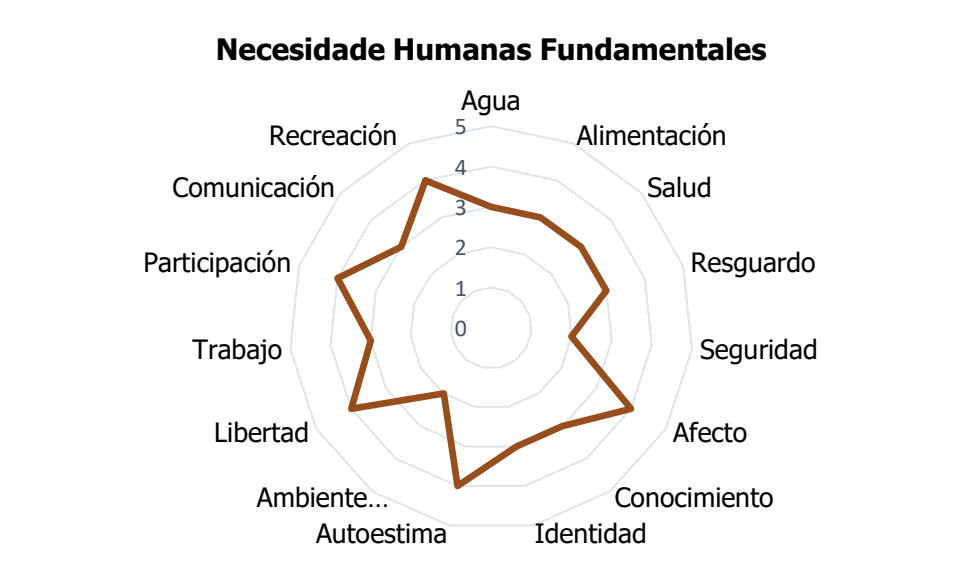 Necesidade Humanas Fundamentales
Agua
Alimentación
Salud
Resguardo
Seguridad
Afecto
Conocimiento
Identidad
Autoestima
Ambiente...
Libertad
Trabajo
Participación
Comunicación
Recreación
5
4
3
2
1
0